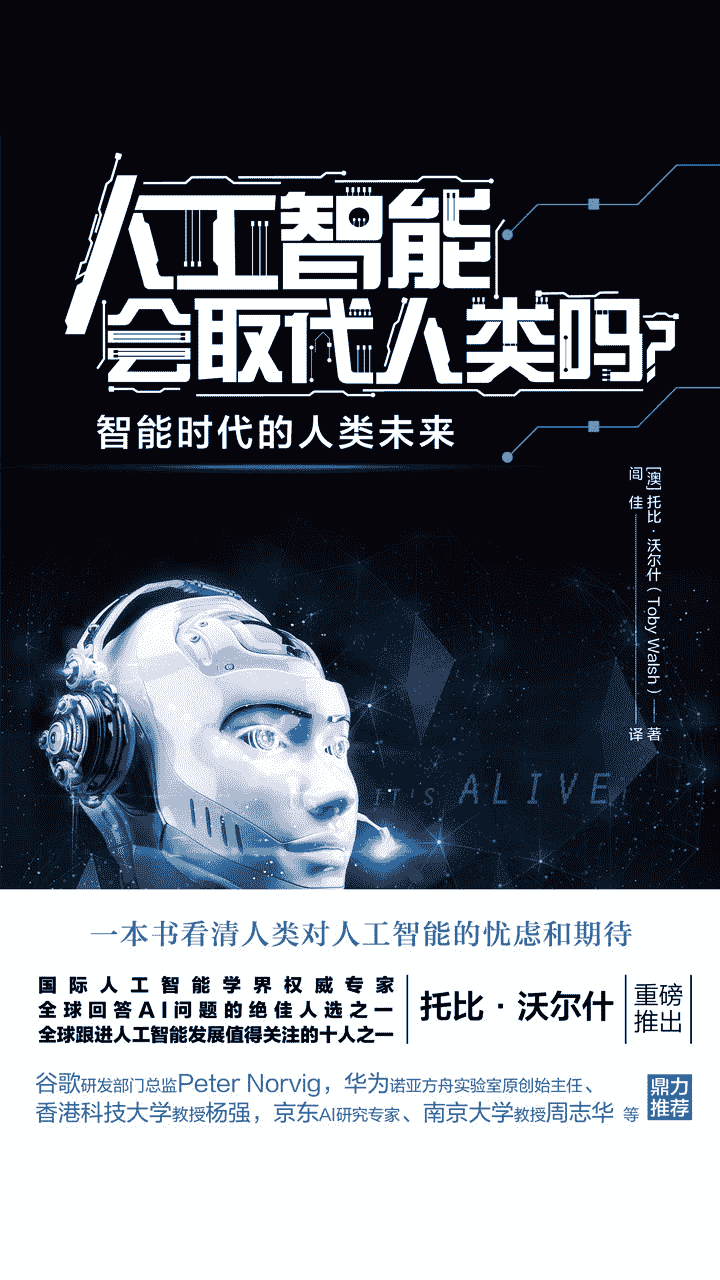 人工智能
会取代人类吗?
智能时代的人类未来
[澳]托比·沃尔什(Toby Walsh)——著
闾佳——译
IT'S ALIVE
一本书看清人类对人工智能的忧虑和期待
国际人工智能学界权威专家
全球回答AI问题的绝佳人选之一
全球跟进人工智能发展值得关注的十人之一
托比·沃尔什
重磅
推出
谷歌研发部门总监Peter Norvig，华为诺亚方舟实验室原创始主任、
香港科技大学教授杨强，京东AI研究专家、南京大学教授周志华 等
鼎力
推荐